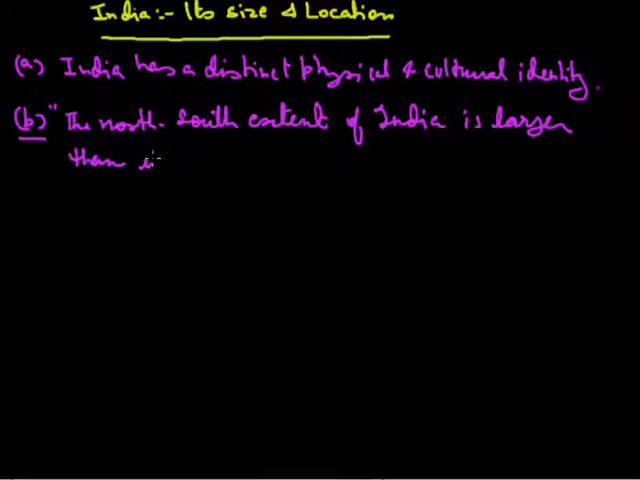 India :- Its size & Location
(a) India has a distinct physical & cultural identity.
(b) " The north- South extent of India is larger
than i